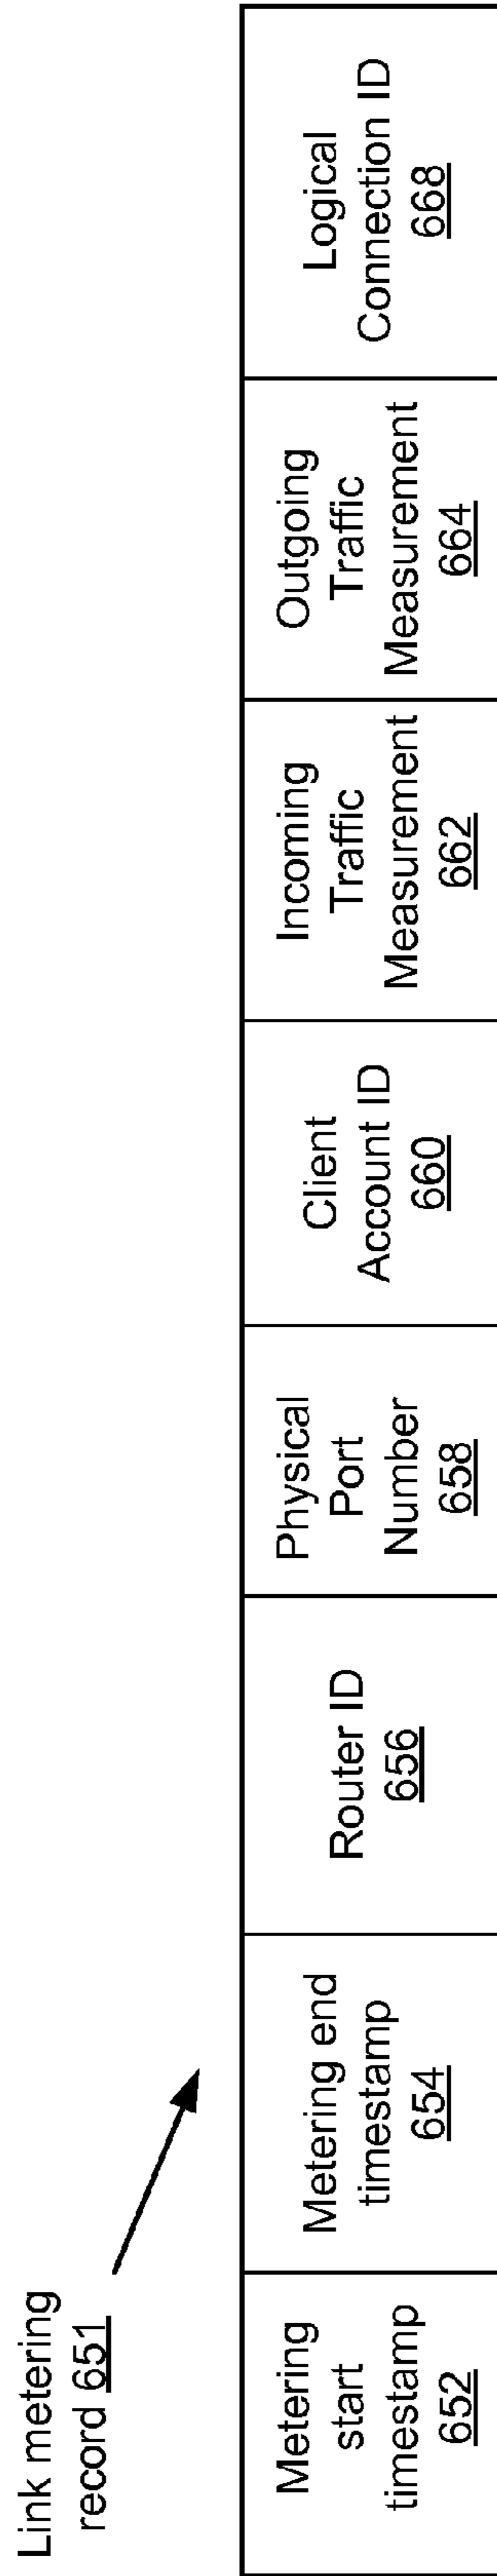 Link metering
record 651
Metering
start
timestamp
652
Metering end
timestamp
654
Router ID
656
Physical
Port
Number
658
Client
Account ID
660
Incoming
Traffic
Measurement
662
Outgoing
Traffic
Measurement
664
Logical
Connection ID
668